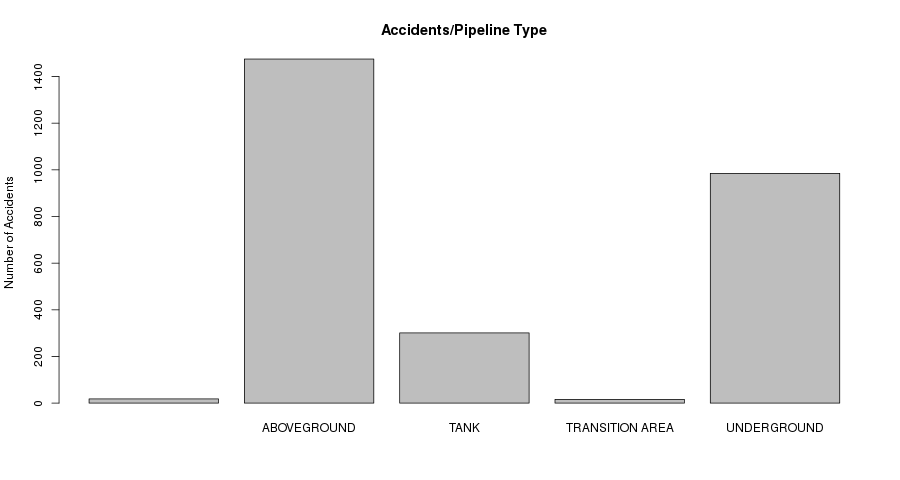 Accidents/Pipeline Type
Number of Accidents
1400
1200
1000
800
600
400
200
0
ABOVEGROUND TANK TRANSITION AREA UNDERGROUND